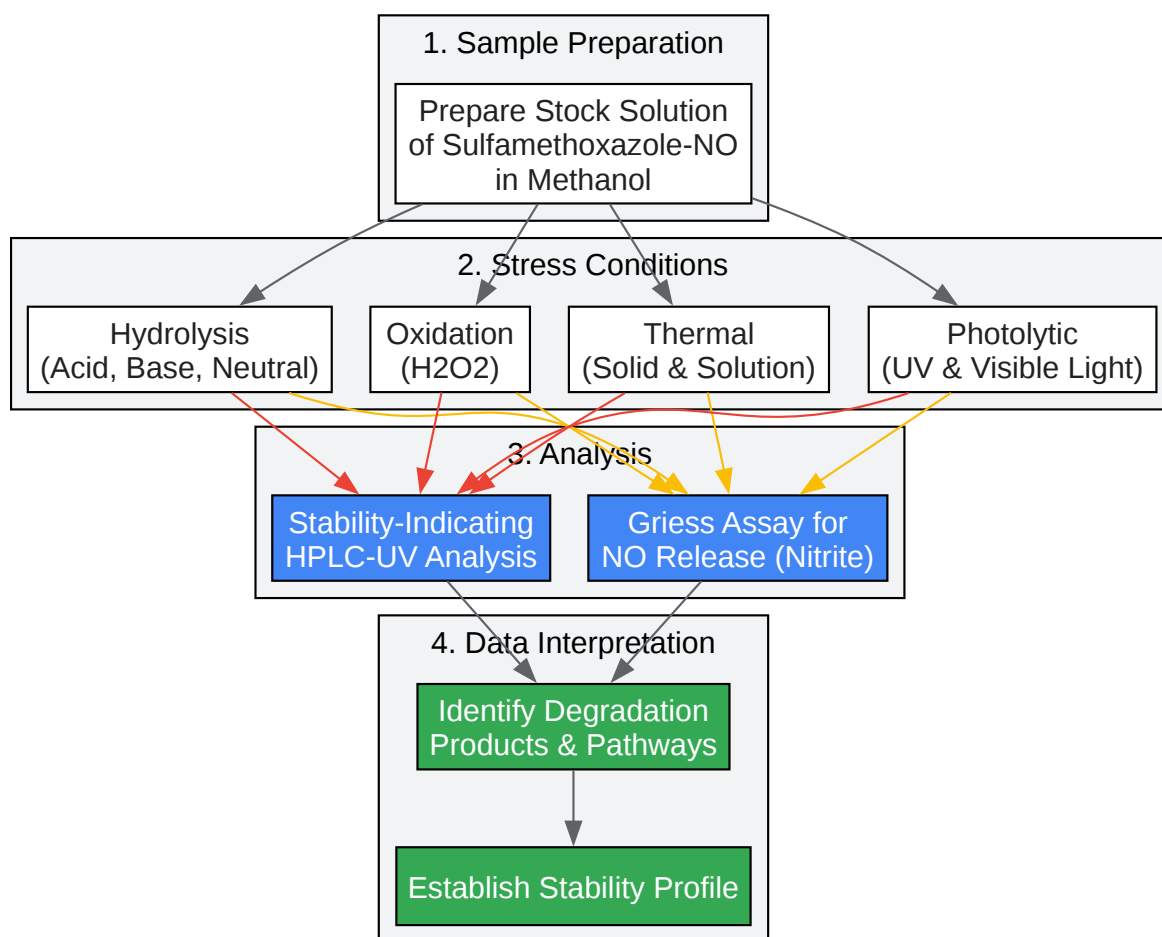 1. Sample Preparation
Prepare Stock Solution
of Sulfamethoxazole-NO
in Methanol
2. Stress Conditions
Hydrolysis
(Acid, Base, Neutral)
Oxidation
(H2O2)
Thermal
(Solid & Solution)
Photolytic
(UV & Visible Light)
3. Analysis
Stability-Indicating
HPLC-UV Analysis
Griess Assay for
NO Release (Nitrite)
4. Data Interpretation
Identify Degradation
Products & Pathways
Establish Stability Profile